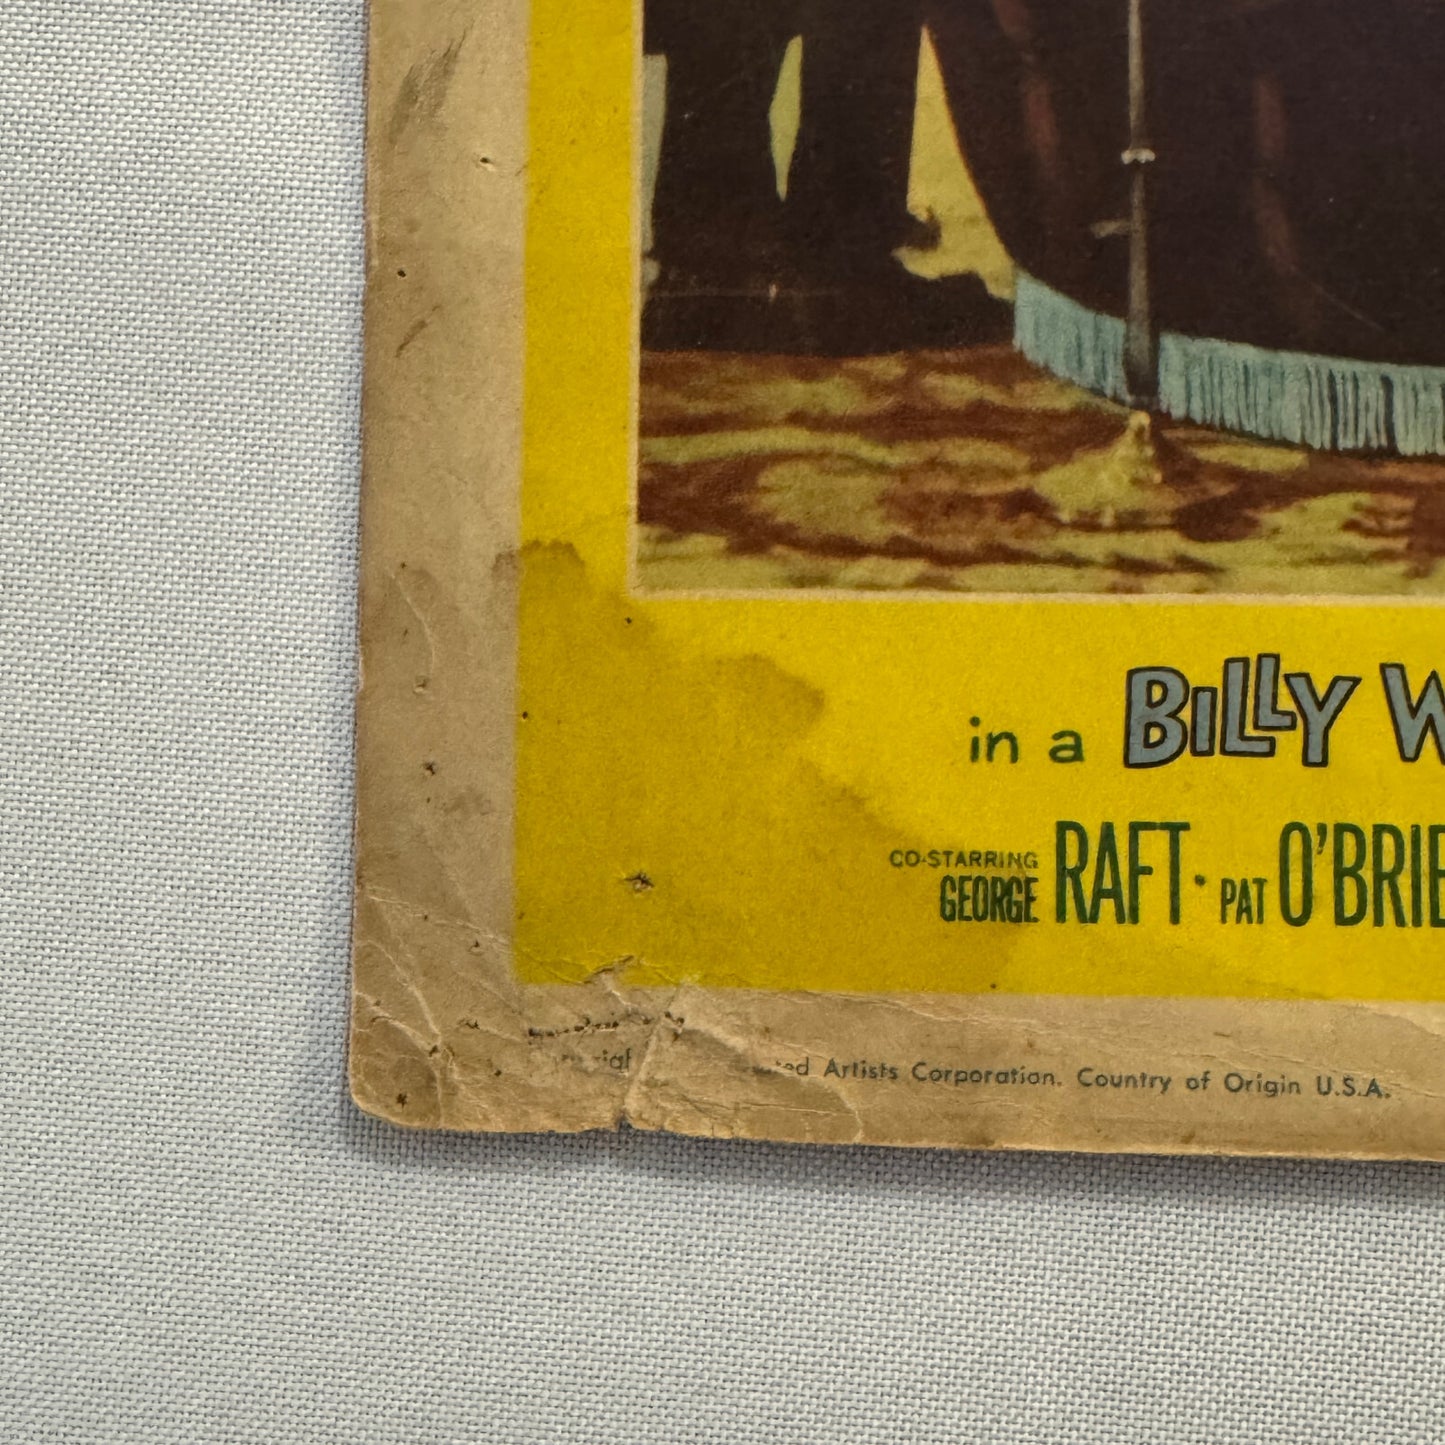 in a BILLY
CO-STARRING
GEORGE RAFT · PAT O'BRIE
Artists Corporation. Country of Origin U.S.A.